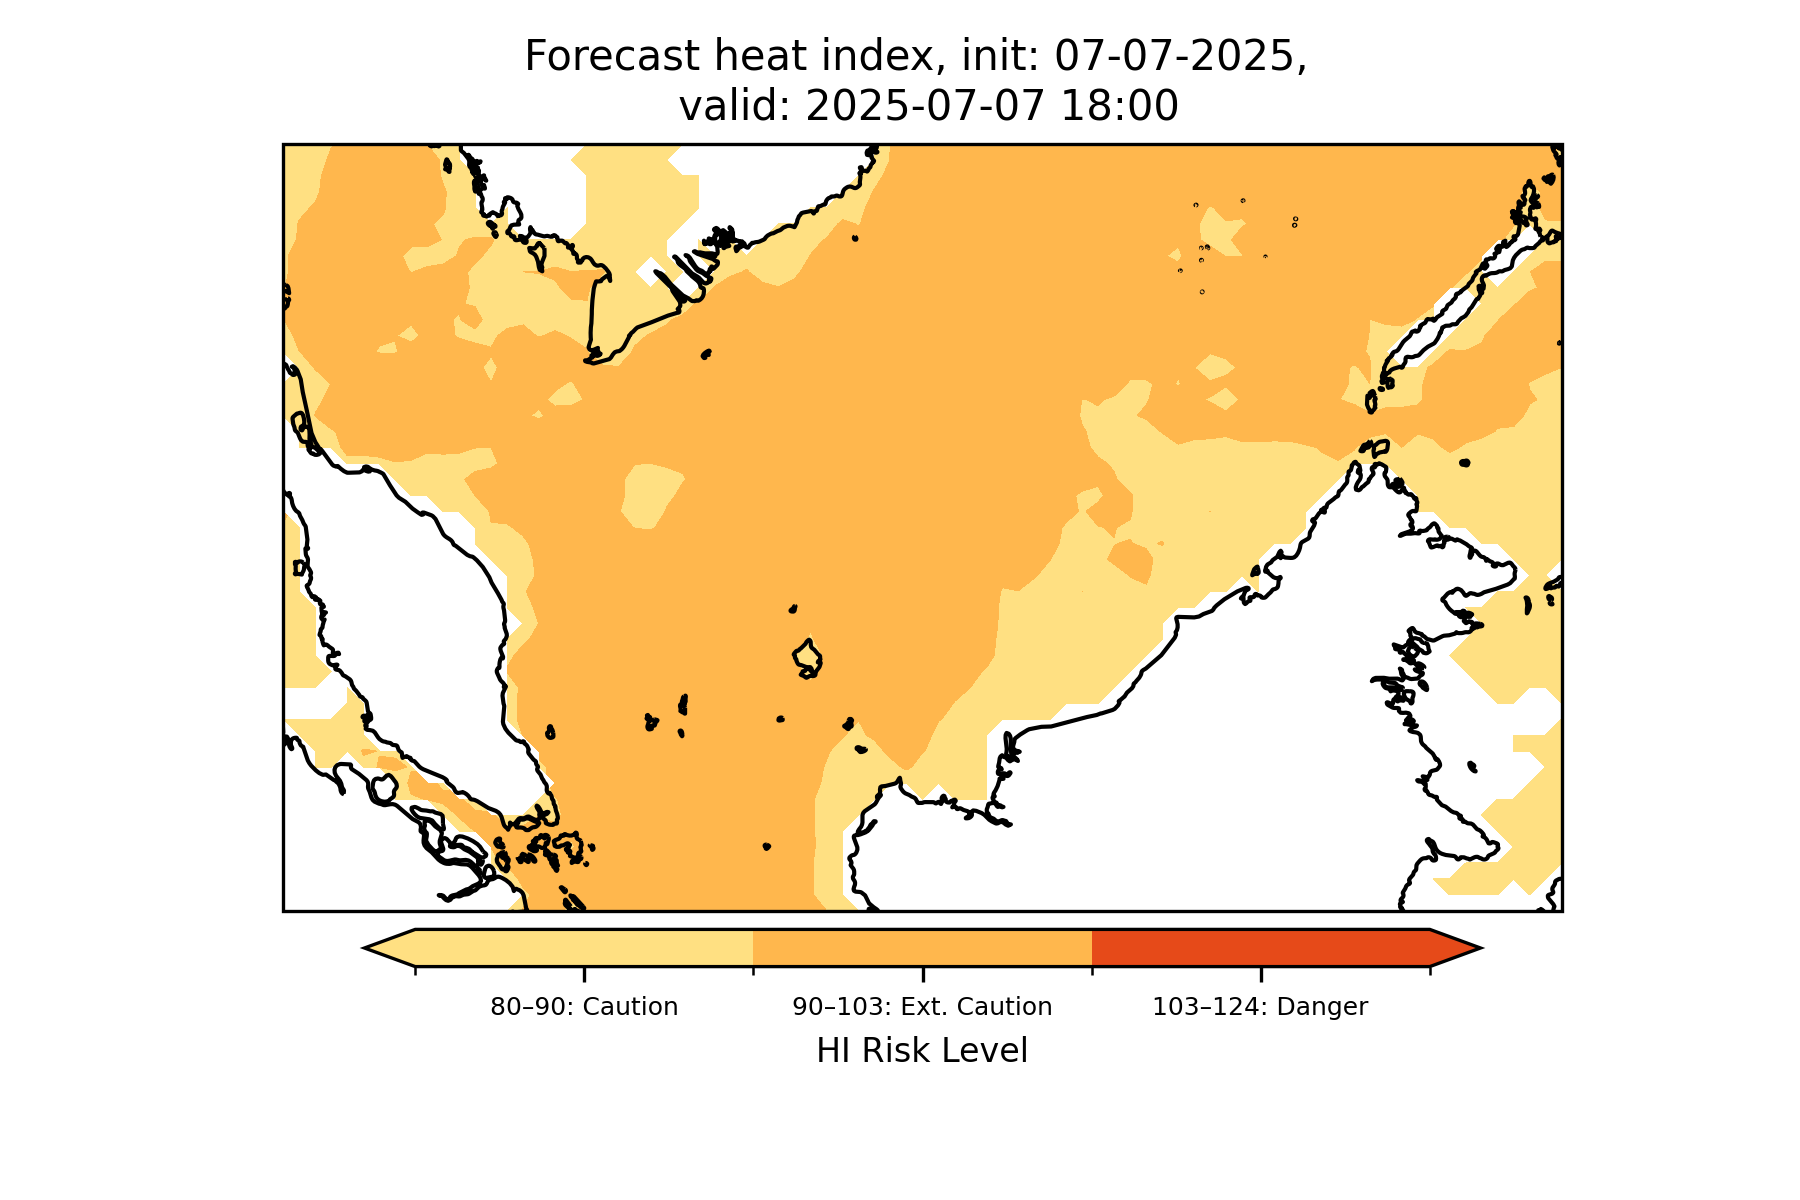 Forecast heat index, init: 07-07-2025,
valid: 2025-07-07 18:00
80–90: Caution
90–103: Ext. Caution
103–124: Danger
HI Risk Level